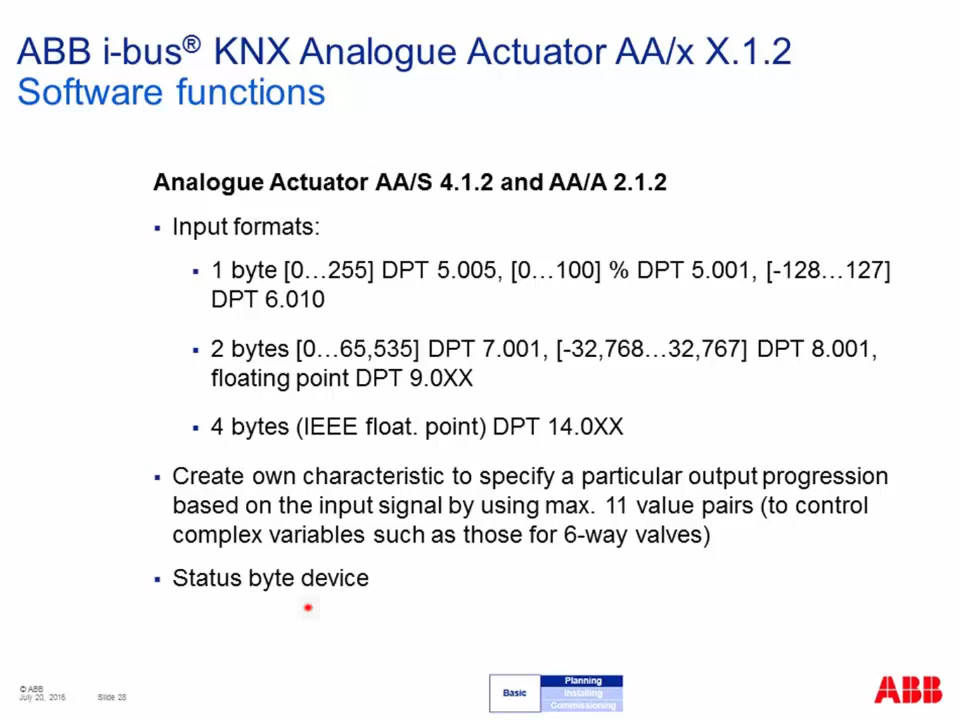 ABB i-bus® KNX Analogue Actuator AA/x X.1.2
Software functions
Analogue Actuator AA/S 4.1.2 and AA/A 2.1.2
▪ Input formats:
▪ 1 byte [0…255] DPT 5.005, [0…100] % DPT 5.001, [-128…127]
DPT 6.010
▪ 2 bytes [0…65,535] DPT 7.001, [-32,768…32,767] DPT 8.001,
floating point DPT 9.0XX
▪ 4 bytes (IEEE float. point) DPT 14.0XX
▪ Create own characteristic to specify a particular output progression
based on the input signal by using max. 11 value pairs (to control
complex variables such as those for 6-way valves)
▪ Status byte device
© ABB
July 20, 2016
Slide 28
Basic
Planning
Installing
Commissioning
ABB